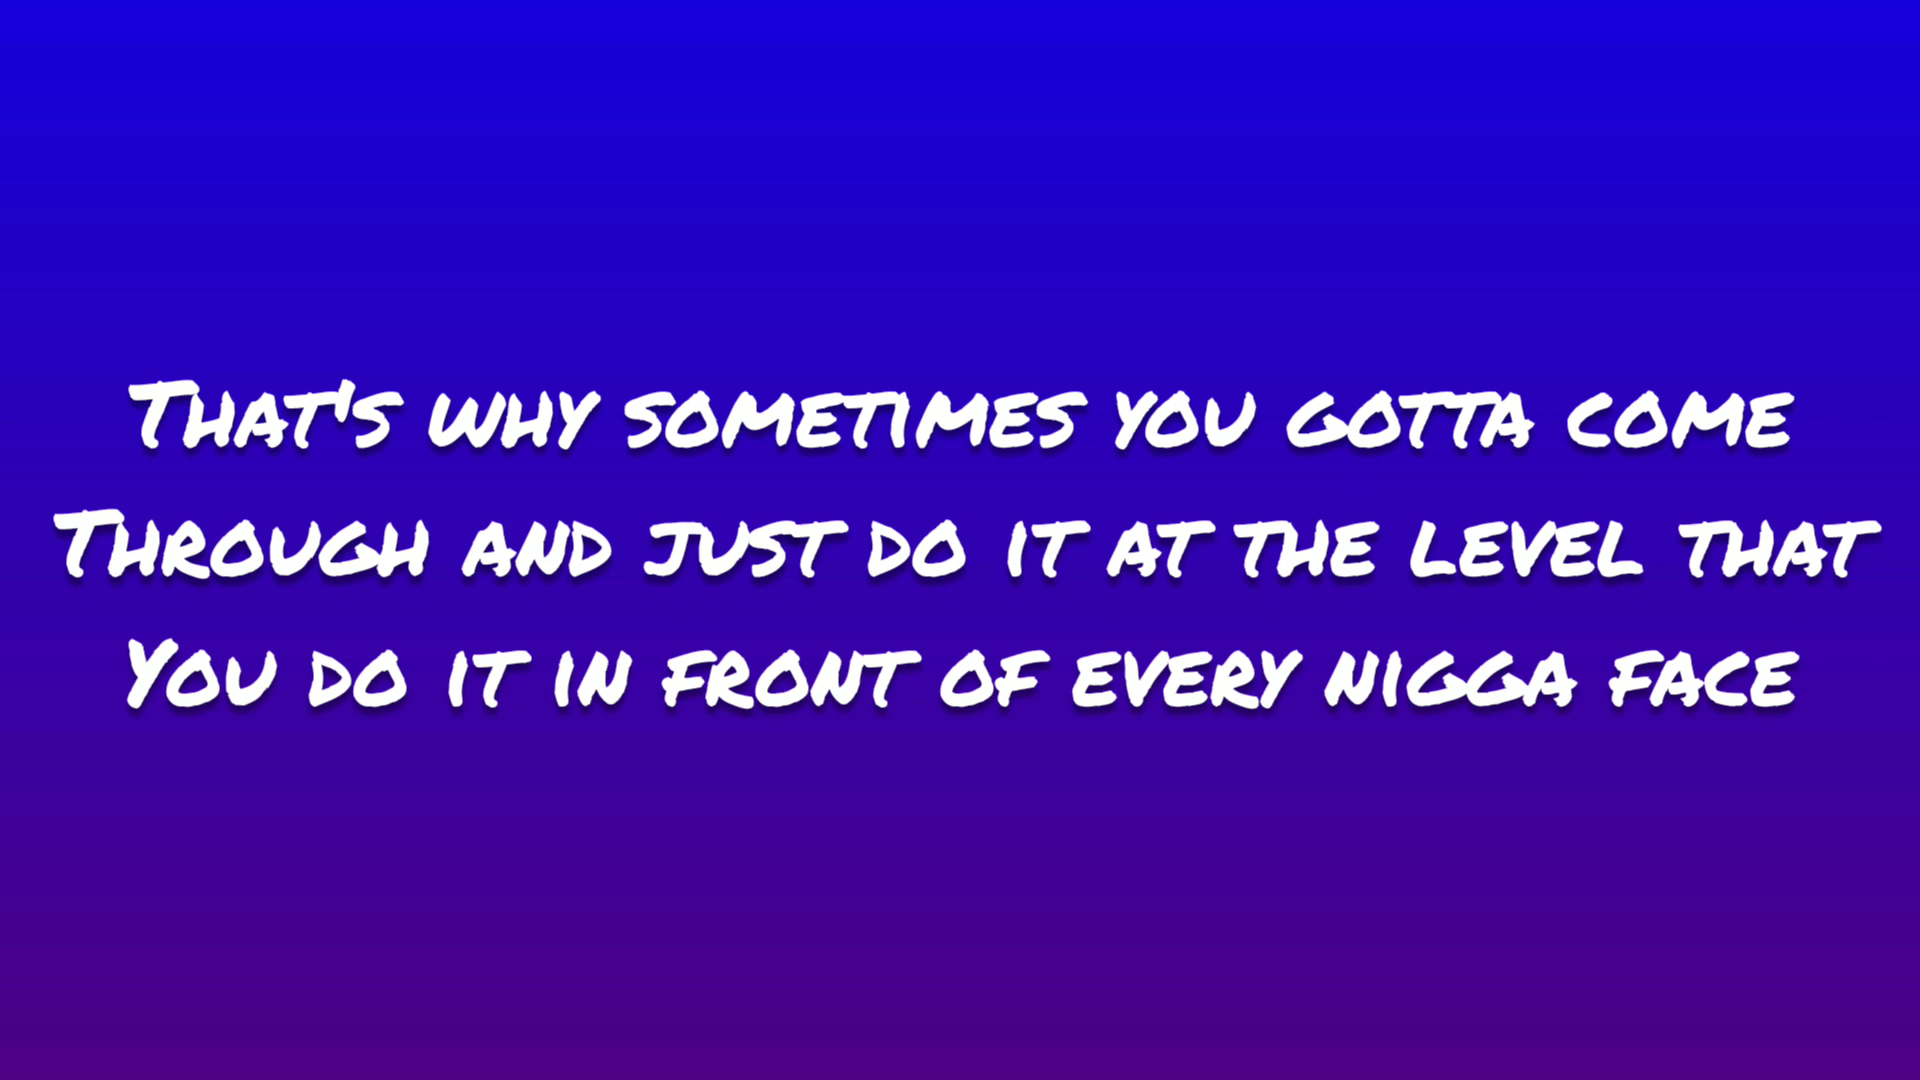 That's why sometimes you gotta come
Through and just do it at the level that
You do it in front of every nigga face